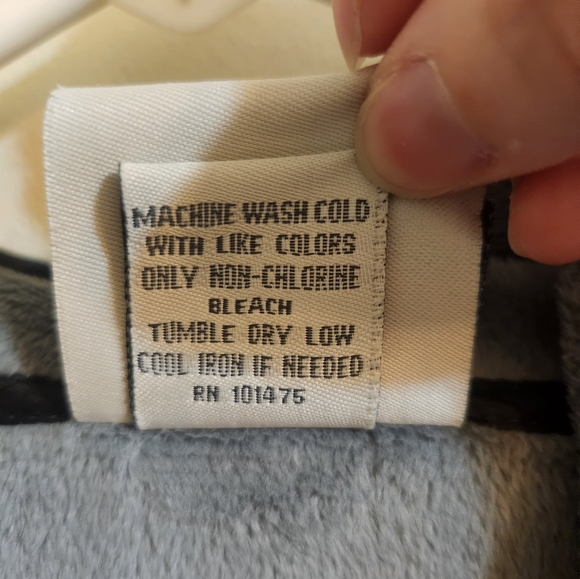 MACHINE WASH COLD
WITH LIKE COLORS
ONLY NON-CHLORINE
BLEACH
TUMBLE DRY LOW
COOL IRON IF NEEDED
RN 101475